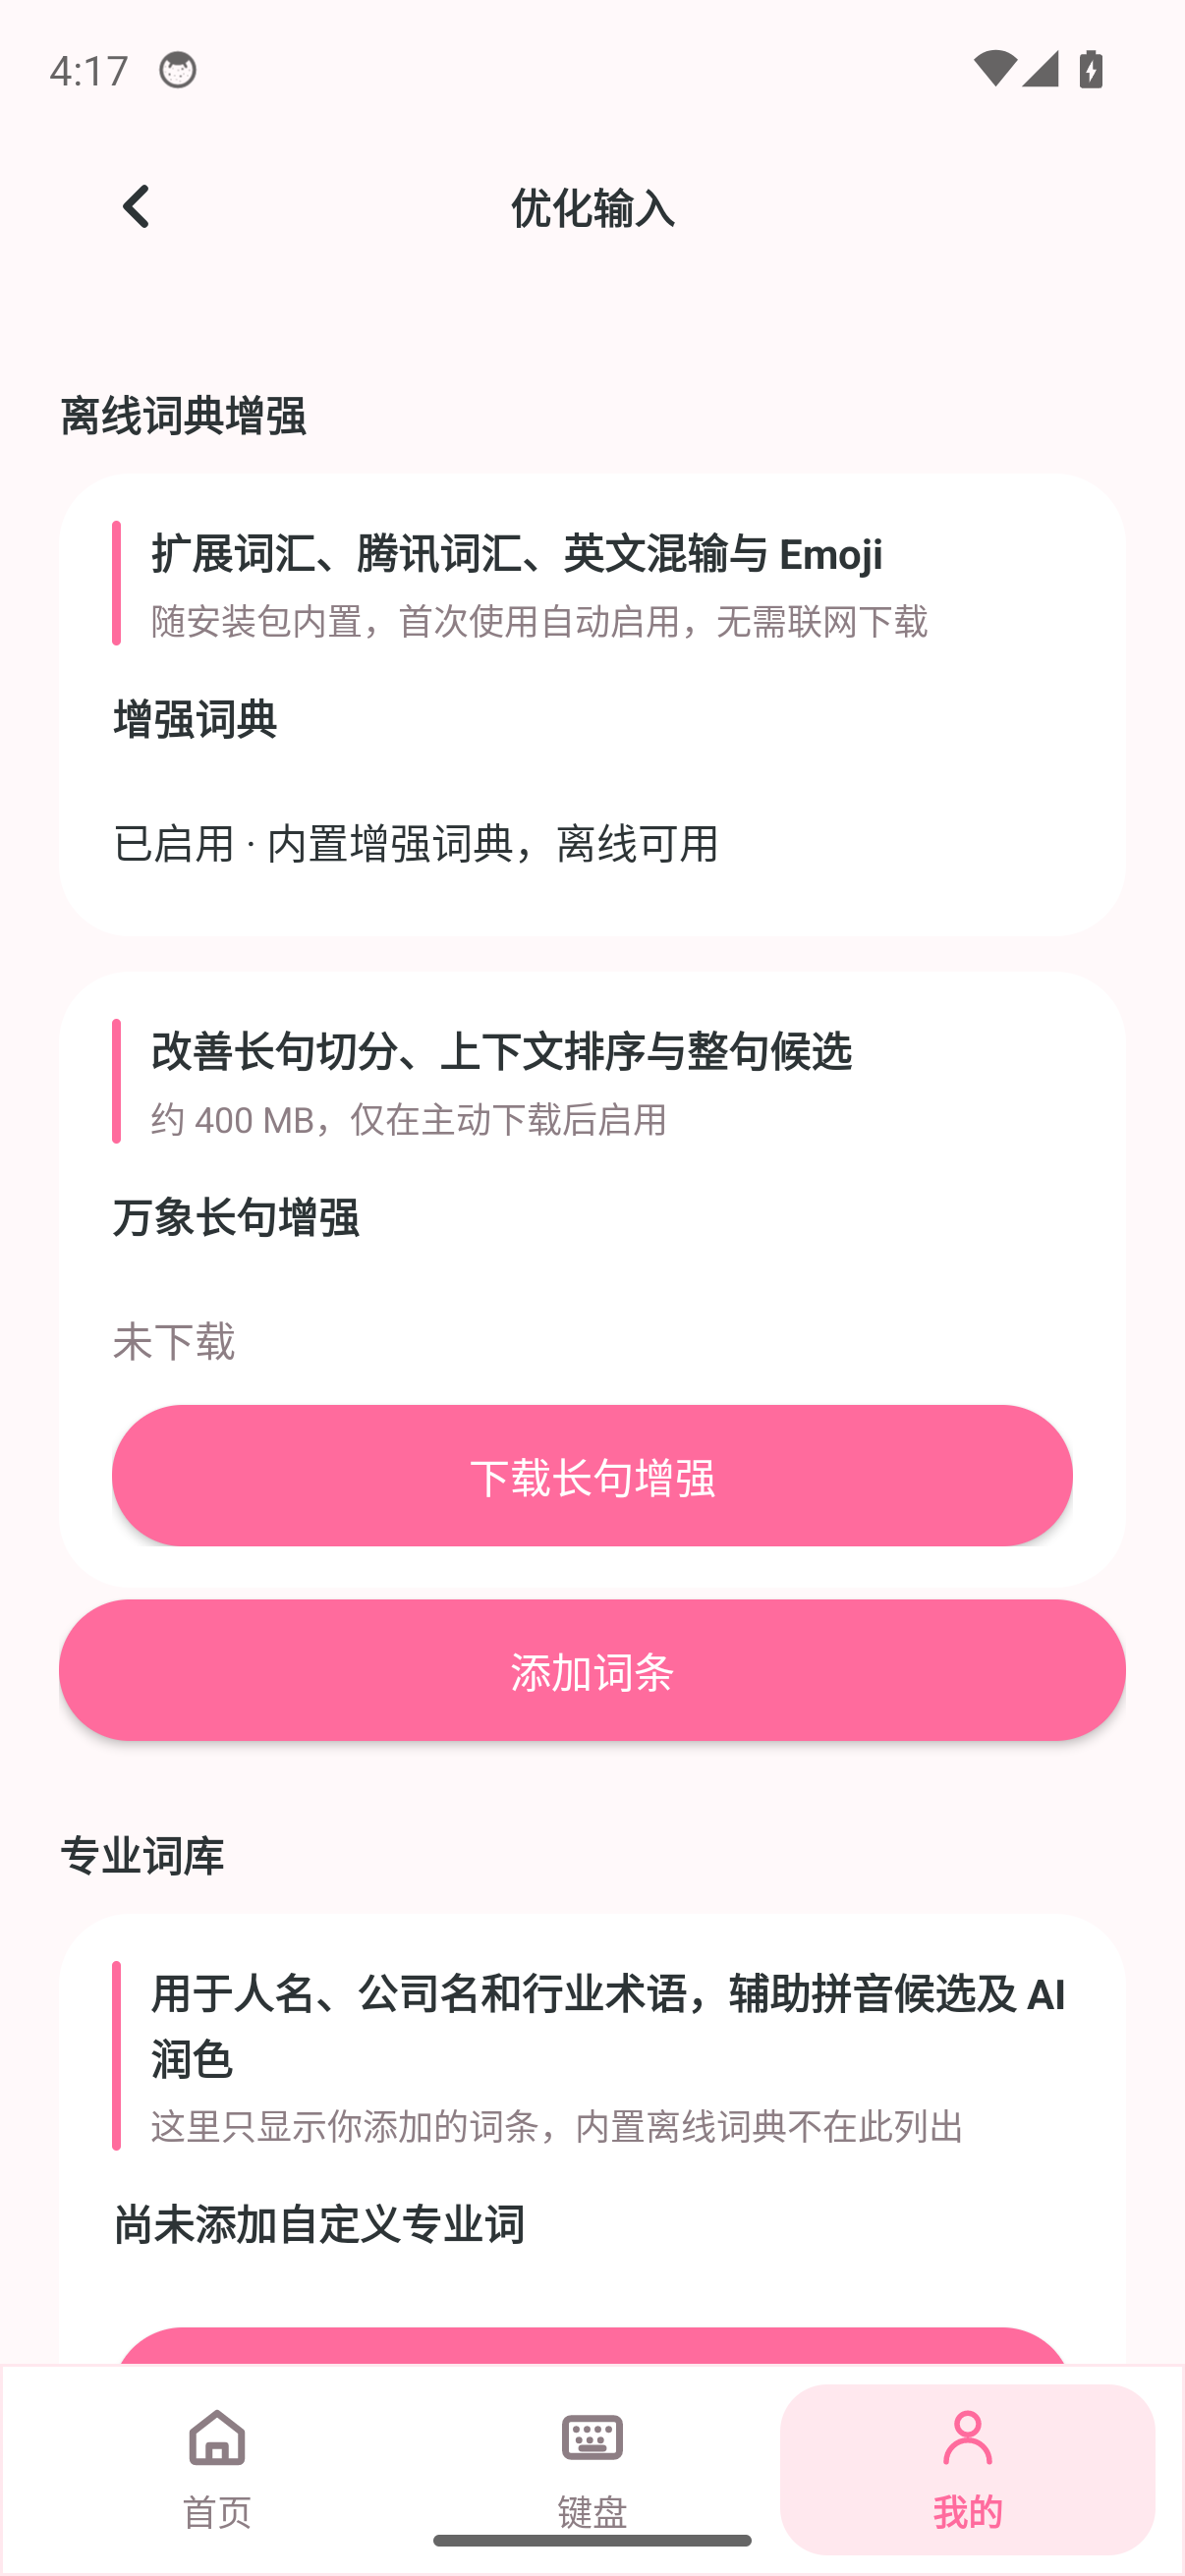 4:17
优化输入
离线词典增强
扩展词汇、腾讯词汇、英文混输与 Emoji
随安装包内置，首次使用自动启用，无需联网下载
增强词典
已启用 · 内置增强词典，离线可用
改善长句切分、上下文排序与整句候选
约 400 MB，仅在主动下载后启用
万象长句增强
未下载
下载长句增强
添加词条
专业词库
用于人名、公司名和行业术语，辅助拼音候选及 AI
润色
这里只显示你添加的词条，内置离线词典不在此列出
尚未添加自定义专业词
首页
键盘
我的